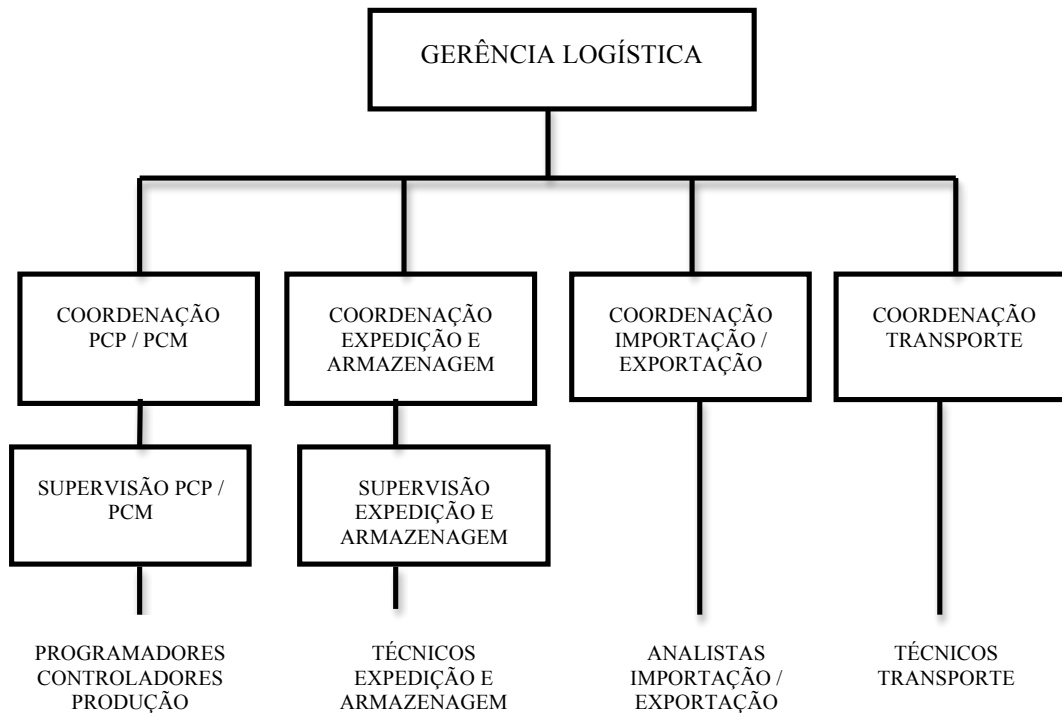 GERÊNCIA LOGÍSTICA
COORDENAÇÃO
PCP / PCM
COORDENAÇÃO
EXPEDIÇÃO E
ARMAZENAGEM
COORDENAÇÃO
IMPORTAÇÃO /
EXPORTAÇÃO
COORDENAÇÃO
TRANSPORTE
SUPERVISÃO PCP /
PCM
SUPERVISÃO
EXPEDIÇÃO E
ARMAZENAGEM
PROGRAMADORES
CONTROLADORES
PRODUÇÃO
TÉCNICOS
EXPEDIÇÃO E
ARMAZENAGEM
ANALISTAS
IMPORTAÇÃO /
EXPORTAÇÃO
TÉCNICOS
TRANSPORTE